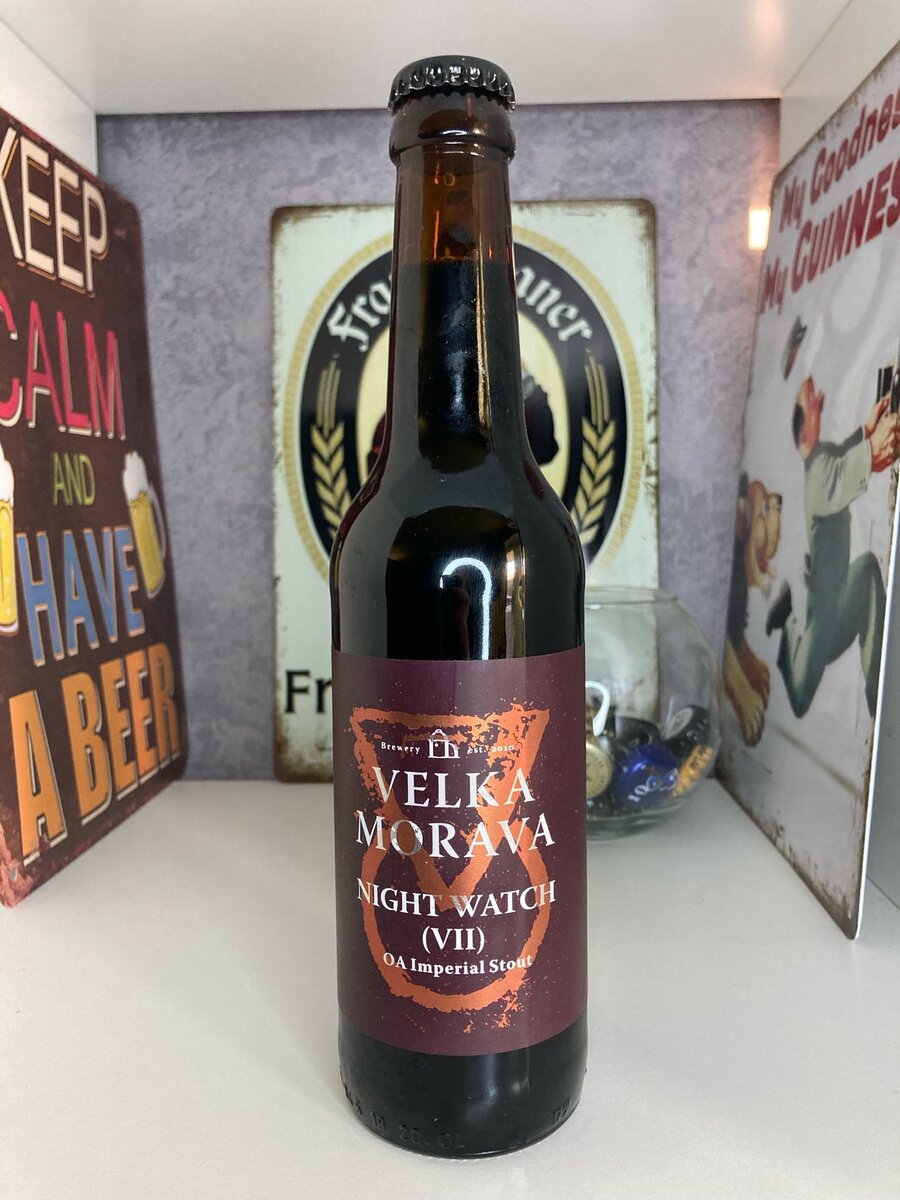 KEEP
CALM
AND
HAVE
A BEER
My Goodness
My GUINNESS
Brewery est. 2010
VELKA
MORAVA
NIGHT WATCH
(VII)
OA Imperial Stout